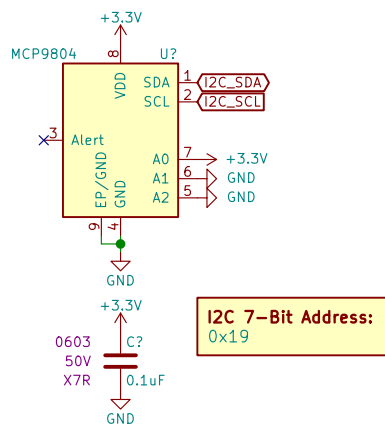 +3.3V
MCP9804 U?
8
VDD
SDA 1 I2C_SDA
SCL 2 I2C_SCL
3 Alert
A0 7 +3.3V
A1 6 GND
A2 5 GND
EP/GND
GND
9 4
GND
+3.3V
0603 C?
50V
X7R 0.1uF
GND
I2C 7-Bit Address:
0x19